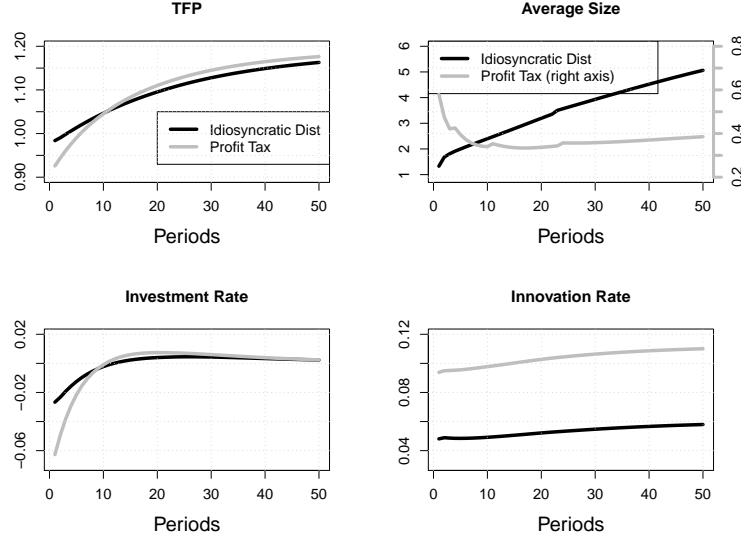 TFP
1.20
1.10
1.00
0.90
Idiosyncratic Dist
Profit Tax
0 10 20 30 40 50
Periods
Average Size
6
5
4
3
2
1
Idiosyncratic Dist
Profit Tax (right axis)
0.8
0.6
0.4
0.2
0 10 20 30 40 50
Periods
Investment Rate
0.02
−0.02
−0.06
0 10 20 30 40 50
Periods
Innovation Rate
0.12
0.08
0.04
0 10 20 30 40 50
Periods